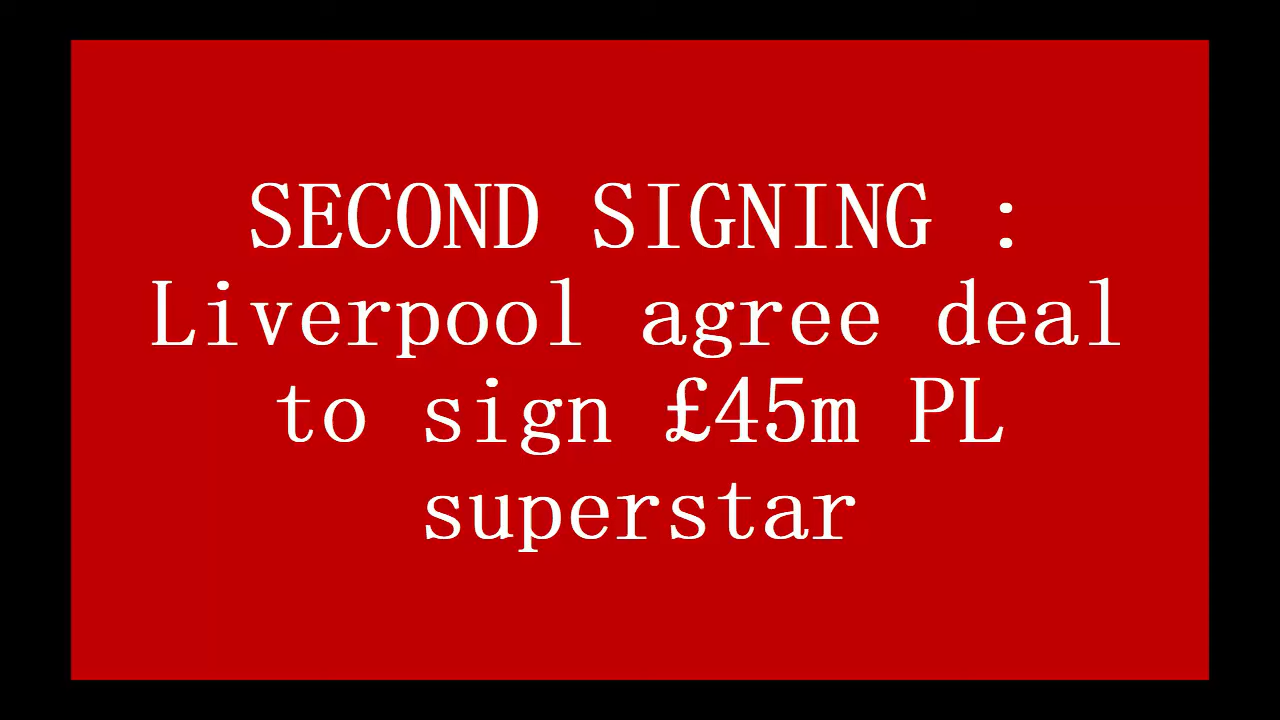 SECOND SIGNING :
Liverpool agree deal
to sign £45m PL
superstar